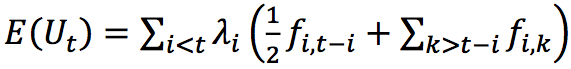 E(U_t) = ∑_{i<t} λ_i (1/2 f_{i,t−i} + ∑_{k>t−i} f_{i,k})